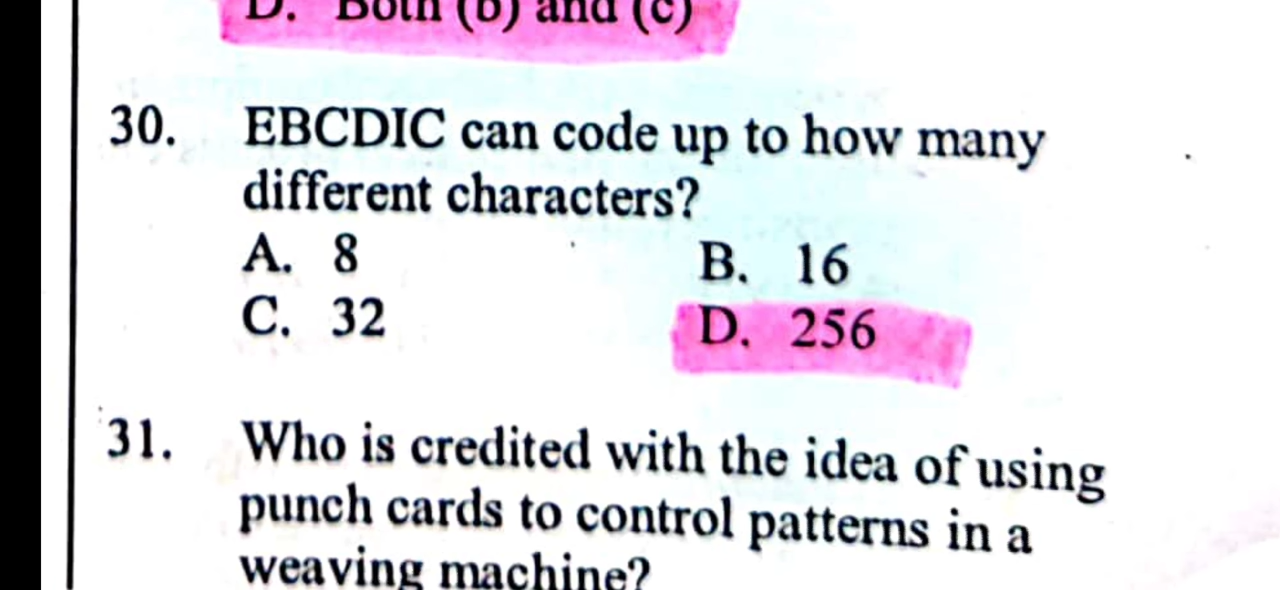 D. Both (b) and (c)
30. EBCDIC can code up to how many
different characters?
A. 8 B. 16
C. 32 D. 256
31. Who is credited with the idea of using
punch cards to control patterns in a
weaving machine?